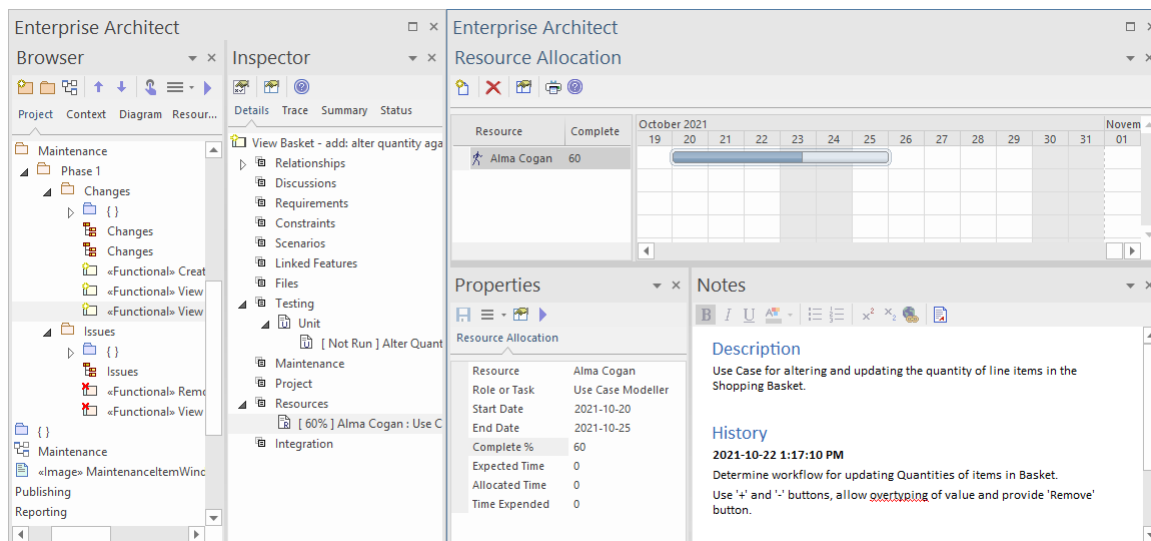 Enterprise Architect
Browser
Project Context Diagram Resour...
Maintenance
Phase 1
Changes
{ }
Changes
Changes
«Functional» Creat
«Functional» View
«Functional» View
Issues
{ }
Issues
«Functional» Remo
«Functional» View
{ }
Maintenance
«Image» MaintenanceItemWinc
Publishing
Reporting
Inspector
Details Trace Summary Status
View Basket - add: alter quantity aga
Relationships
Discussions
Requirements
Constraints
Scenarios
Linked Features
Files
Testing
Unit
[ Not Run ] Alter Quant
Maintenance
Project
Resources
[ 60% ] Alma Cogan : Use C
Integration
Enterprise Architect
Resource Allocation
Resource Complete
October 2021 Novem
19 20 21 22 23 24 25 26 27 28 29 30 31 01
Alma Cogan 60
Properties
Resource Allocation
Resource Alma Cogan
Role or Task Use Case Modeller
Start Date 2021-10-20
End Date 2021-10-25
Complete % 60
Expected Time 0
Allocated Time 0
Time Expended 0
Notes
B I U A x² x₂
Description
Use Case for altering and updating the quantity of line items in the
Shopping Basket.
History
2021-10-22 1:17:10 PM
Determine workflow for updating Quantities of items in Basket.
Use '+' and '-' buttons, allow overtyping of value and provide 'Remove'
button.